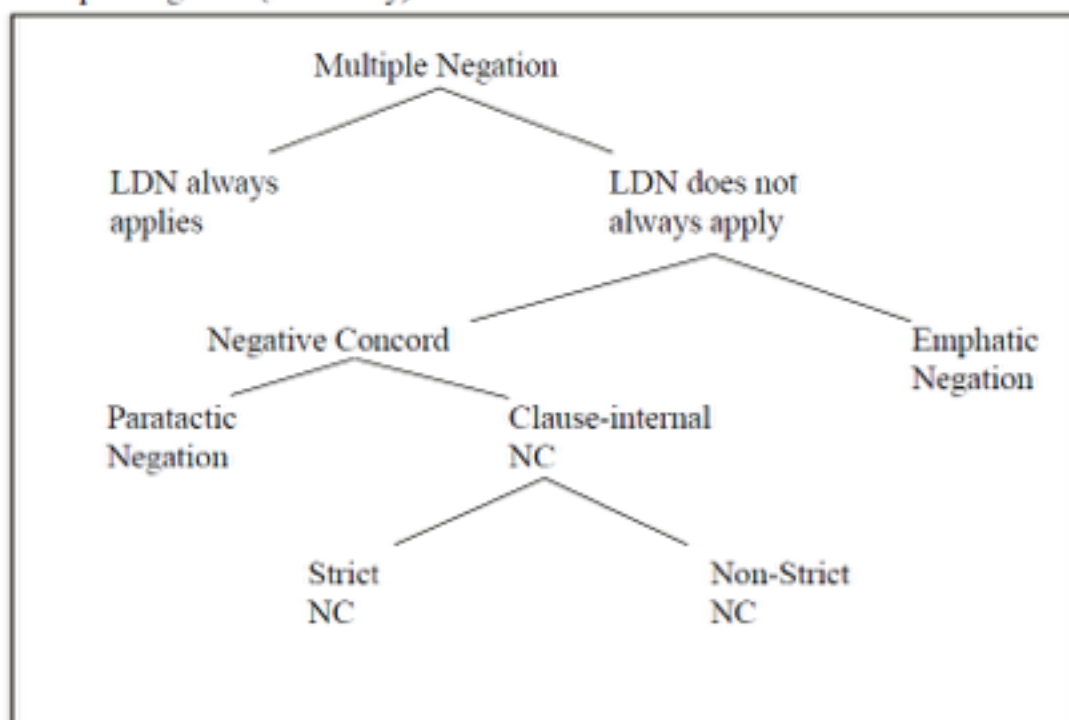 Multiple Negation
LDN always
applies
LDN does not
always apply
Negative Concord
Emphatic
Negation
Paratactic
Negation
Clause-internal
NC
Strict
NC
Non-Strict
NC